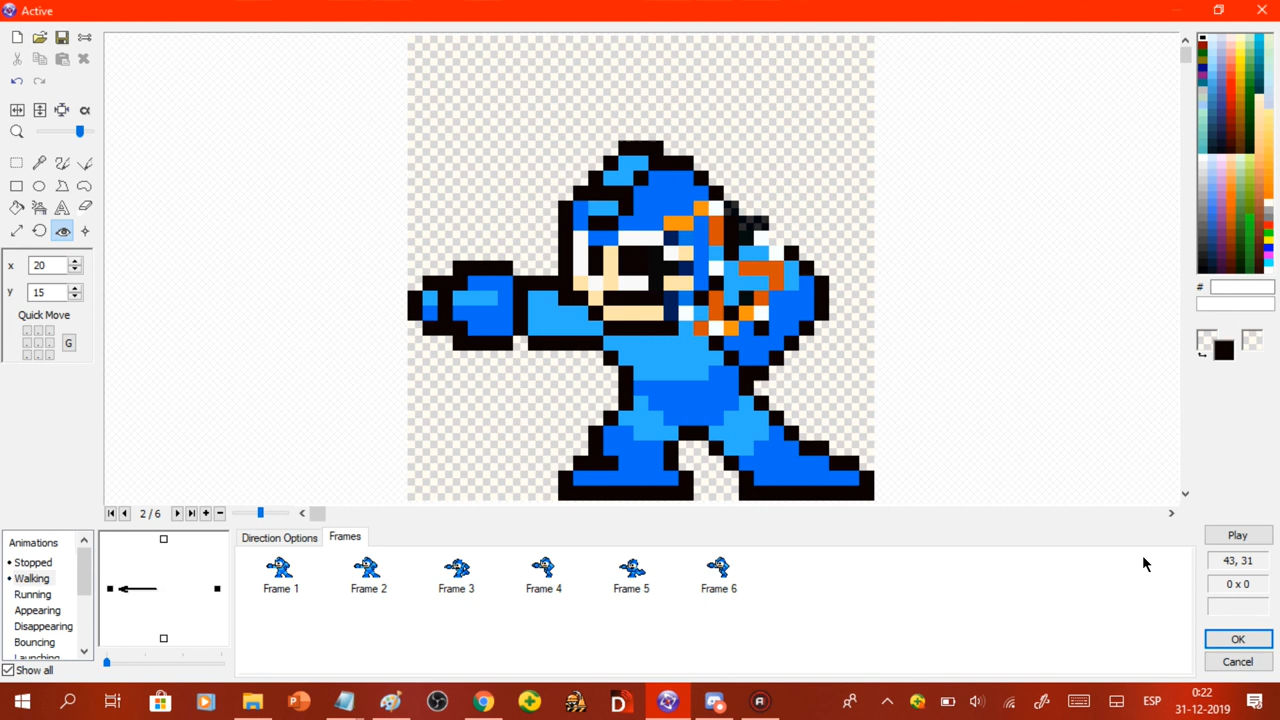 Active
x 20
y 15
Quick Move
G
#
2 / 6
Animations
Stopped
Walking
Running
Appearing
Disappearing
Bouncing
Launching
Show all
Direction Options
Frames
Frame 1
Frame 2
Frame 3
Frame 4
Frame 5
Frame 6
Play
43, 31
0 x 0
OK
Cancel
ESP
0:22
31-12-2019